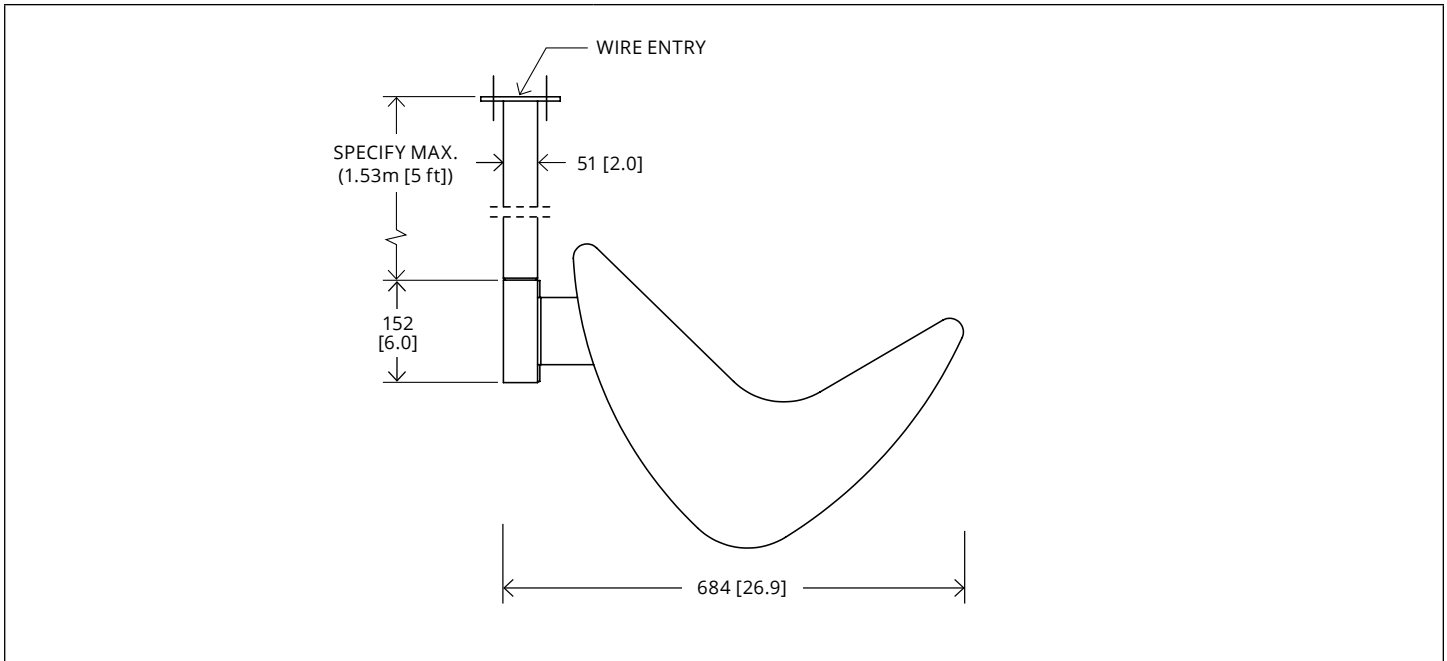 WIRE ENTRY
SPECIFY MAX.
(1.53m [5 ft])
51 [2.0]
152
[6.0]
684 [26.9]